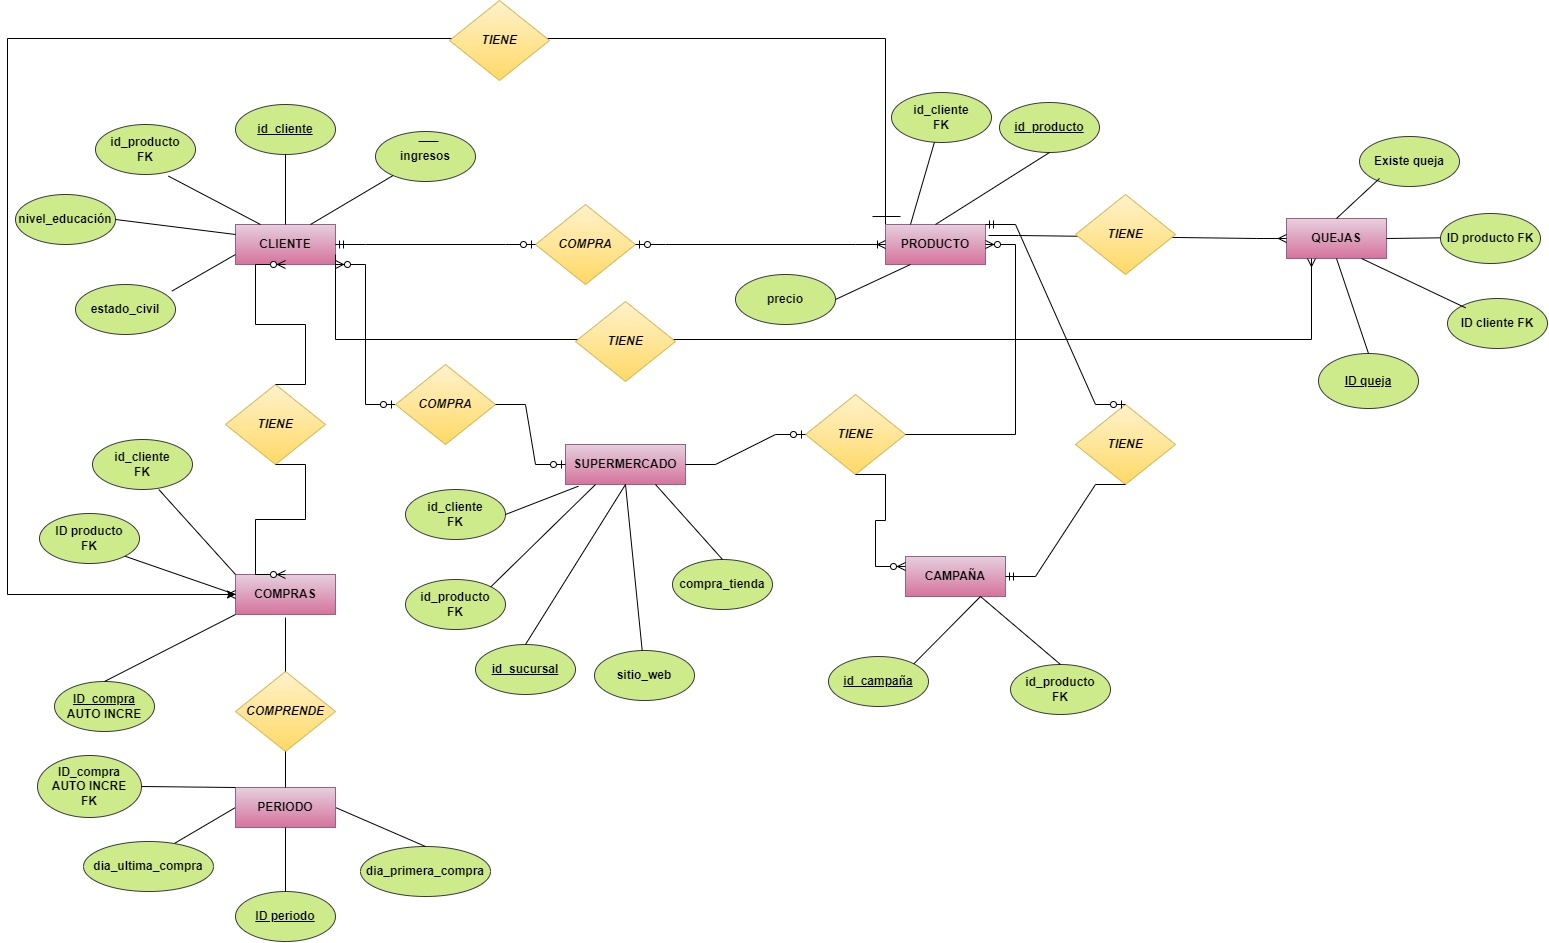 TIENE
id_cliente
FK
id_producto
id_cliente
id_producto
FK
ingresos
Existe queja
nivel_educación
CLIENTE
COMPRA
PRODUCTO
TIENE
QUEJAS
ID producto FK
estado_civil
precio
TIENE
ID cliente FK
ID queja
COMPRA
TIENE
TIENE
TIENE
id_cliente
FK
SUPERMERCADO
id_cliente
FK
ID producto
FK
compra_tienda
CAMPAÑA
COMPRAS
id_producto
FK
id_sucursal
sitio_web
id_campaña
id_producto
FK
ID_compra
AUTO INCRE
COMPRENDE
ID_compra
AUTO INCRE
FK
PERIODO
dia_ultima_compra
dia_primera_compra
ID periodo